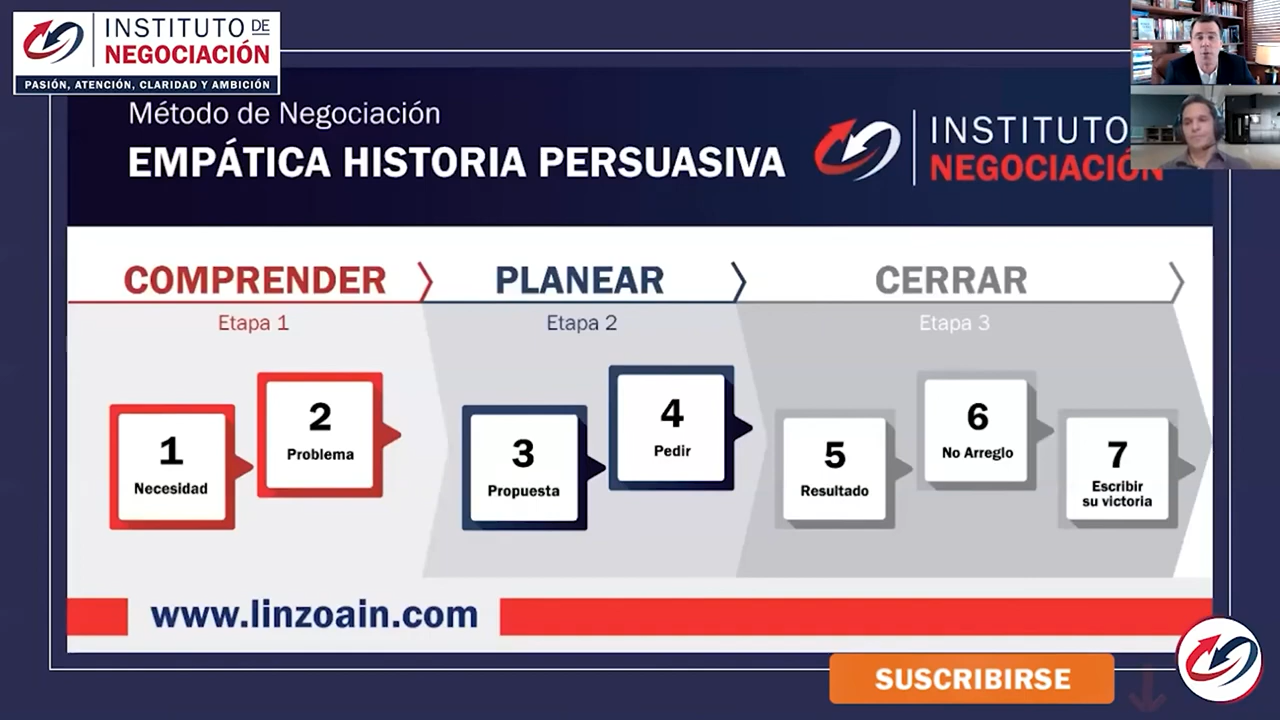 INSTITUTO DE
NEGOCIACIÓN
PASIÓN, ATENCIÓN, CLARIDAD Y AMBICIÓN
Método de Negociación
EMPÁTICA HISTORIA PERSUASIVA
INSTITUTO
NEGOCIACIÓN
COMPRENDER
PLANEAR
CERRAR
Etapa 1
Etapa 2
Etapa 3
1
Necesidad
2
Problema
3
Propuesta
4
Pedir
5
Resultado
6
No Arreglo
7
Escribir
su victoria
www.linzoain.com
SUSCRIBIRSE